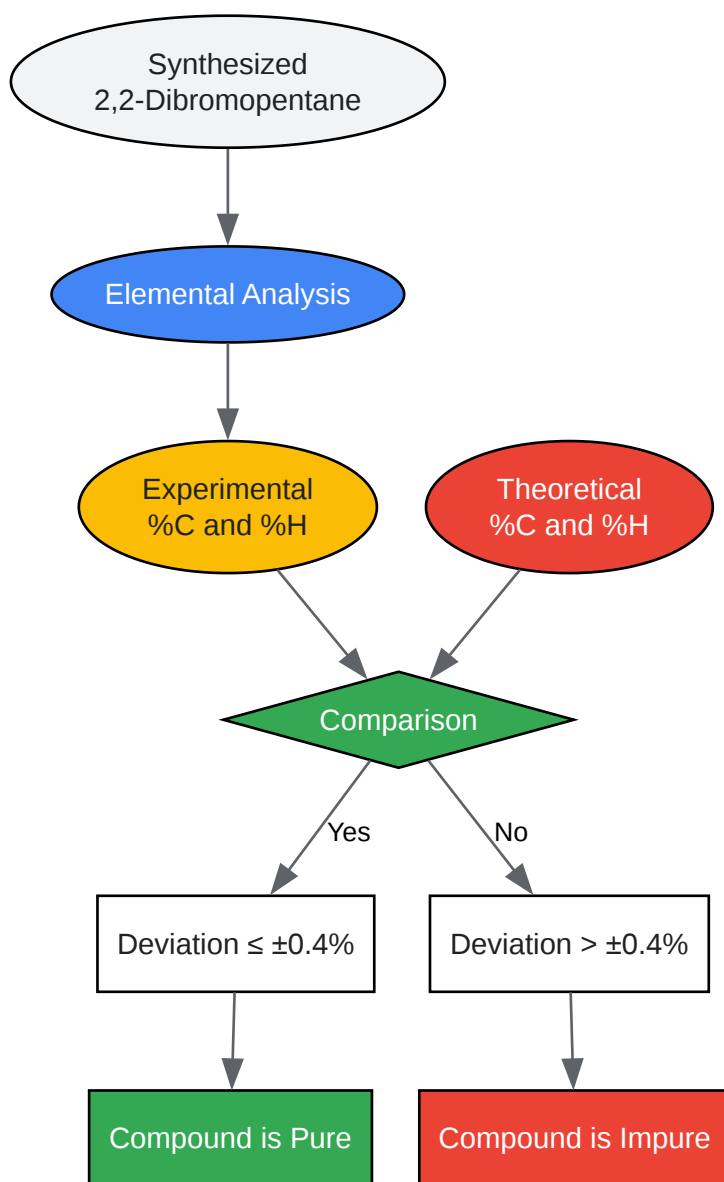 Synthesized
2,2-Dibromopentane
Elemental Analysis
Experimental
%C and %H
Theoretical
%C and %H
Comparison
Yes
No
Deviation ≤ ±0.4%
Deviation > ±0.4%
Compound is Pure
Compound is Impure